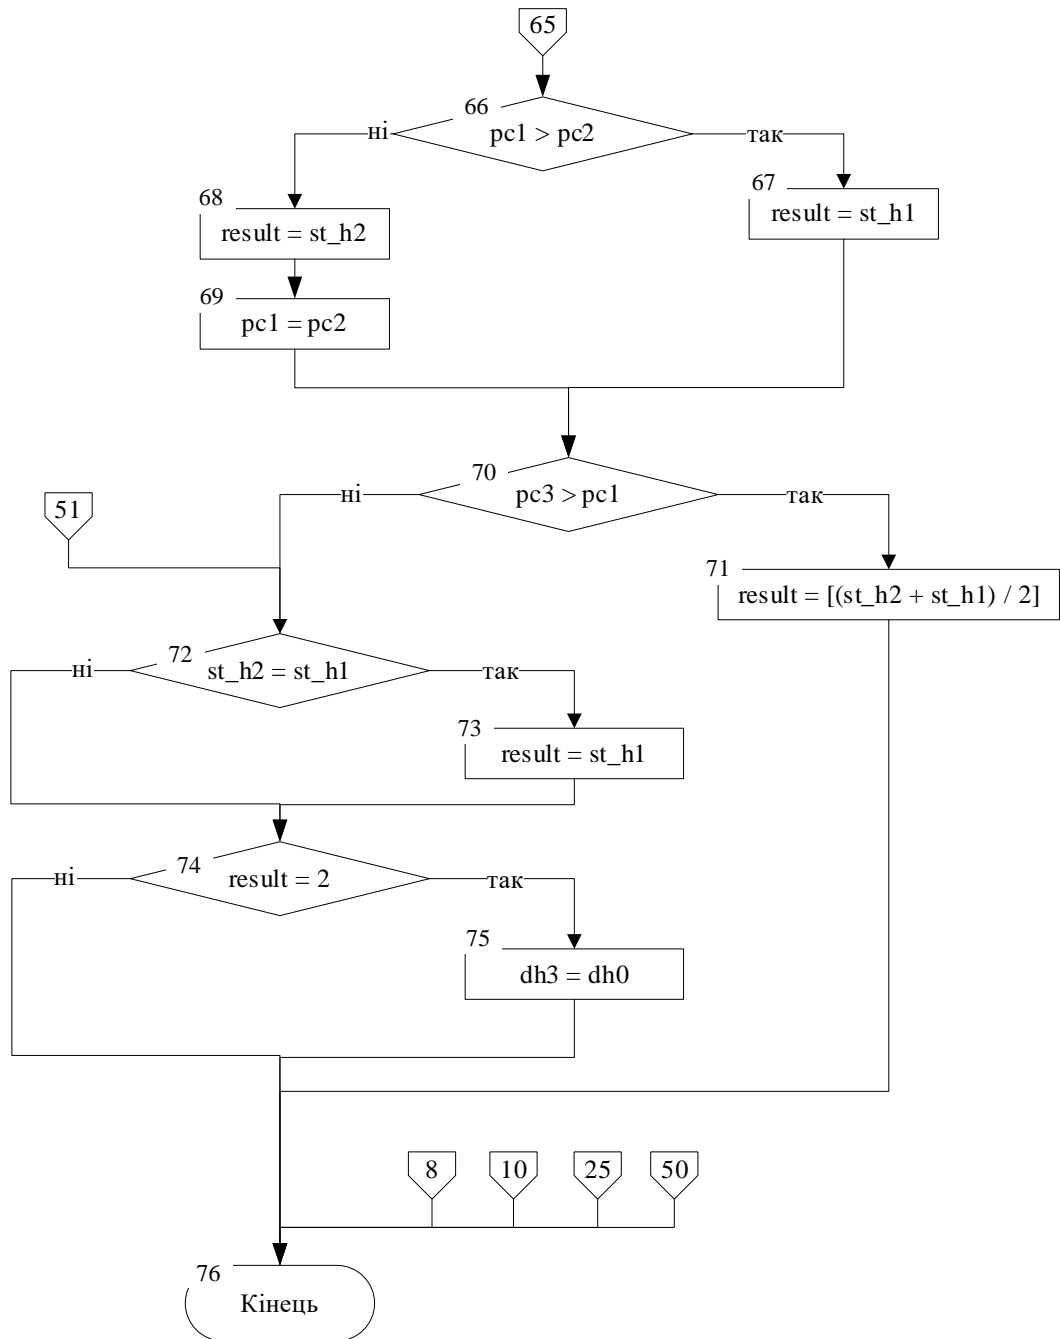 65
66
pc1 > pc2
ні
так
67
result = st_h1
68
result = st_h2
69
pc1 = pc2
70
pc3 > pc1
ні
так
51
71
result = [(st_h2 + st_h1) / 2]
72
st_h2 = st_h1
ні
так
73
result = st_h1
74
result = 2
ні
так
75
dh3 = dh0
8
10
25
50
76
Кінець